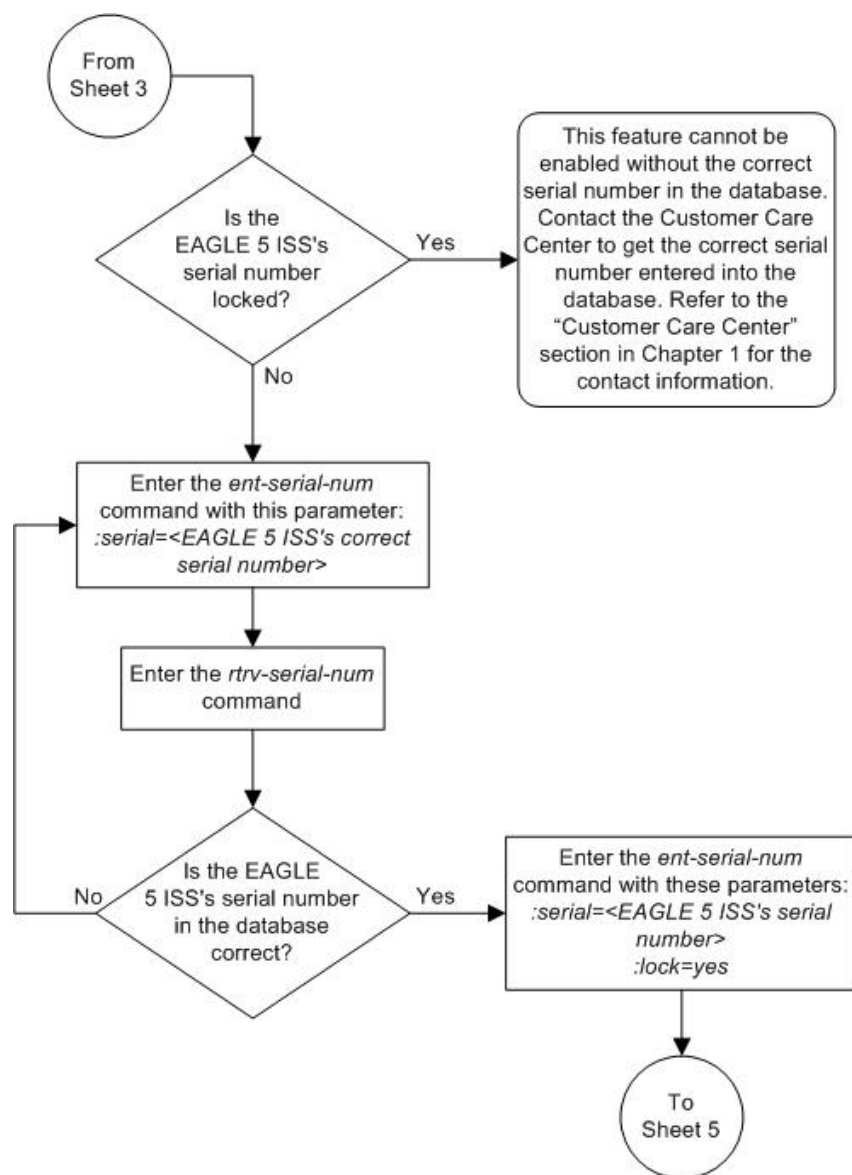 From
Sheet 3
Is the
EAGLE 5 ISS's
serial number
locked?
Yes
This feature cannot be
enabled without the correct
serial number in the database.
Contact the Customer Care
Center to get the correct serial
number entered into the
database. Refer to the
“Customer Care Center”
section in Chapter 1 for the
contact information.
No
Enter the ent-serial-num
command with this parameter:
:serial=<EAGLE 5 ISS's correct
serial number>
Enter the rtrv-serial-num
command
Is the EAGLE
5 ISS's serial number
in the database
correct?
No
Yes
Enter the ent-serial-num
command with these parameters:
:serial=<EAGLE 5 ISS's serial
number>
:lock=yes
To
Sheet 5